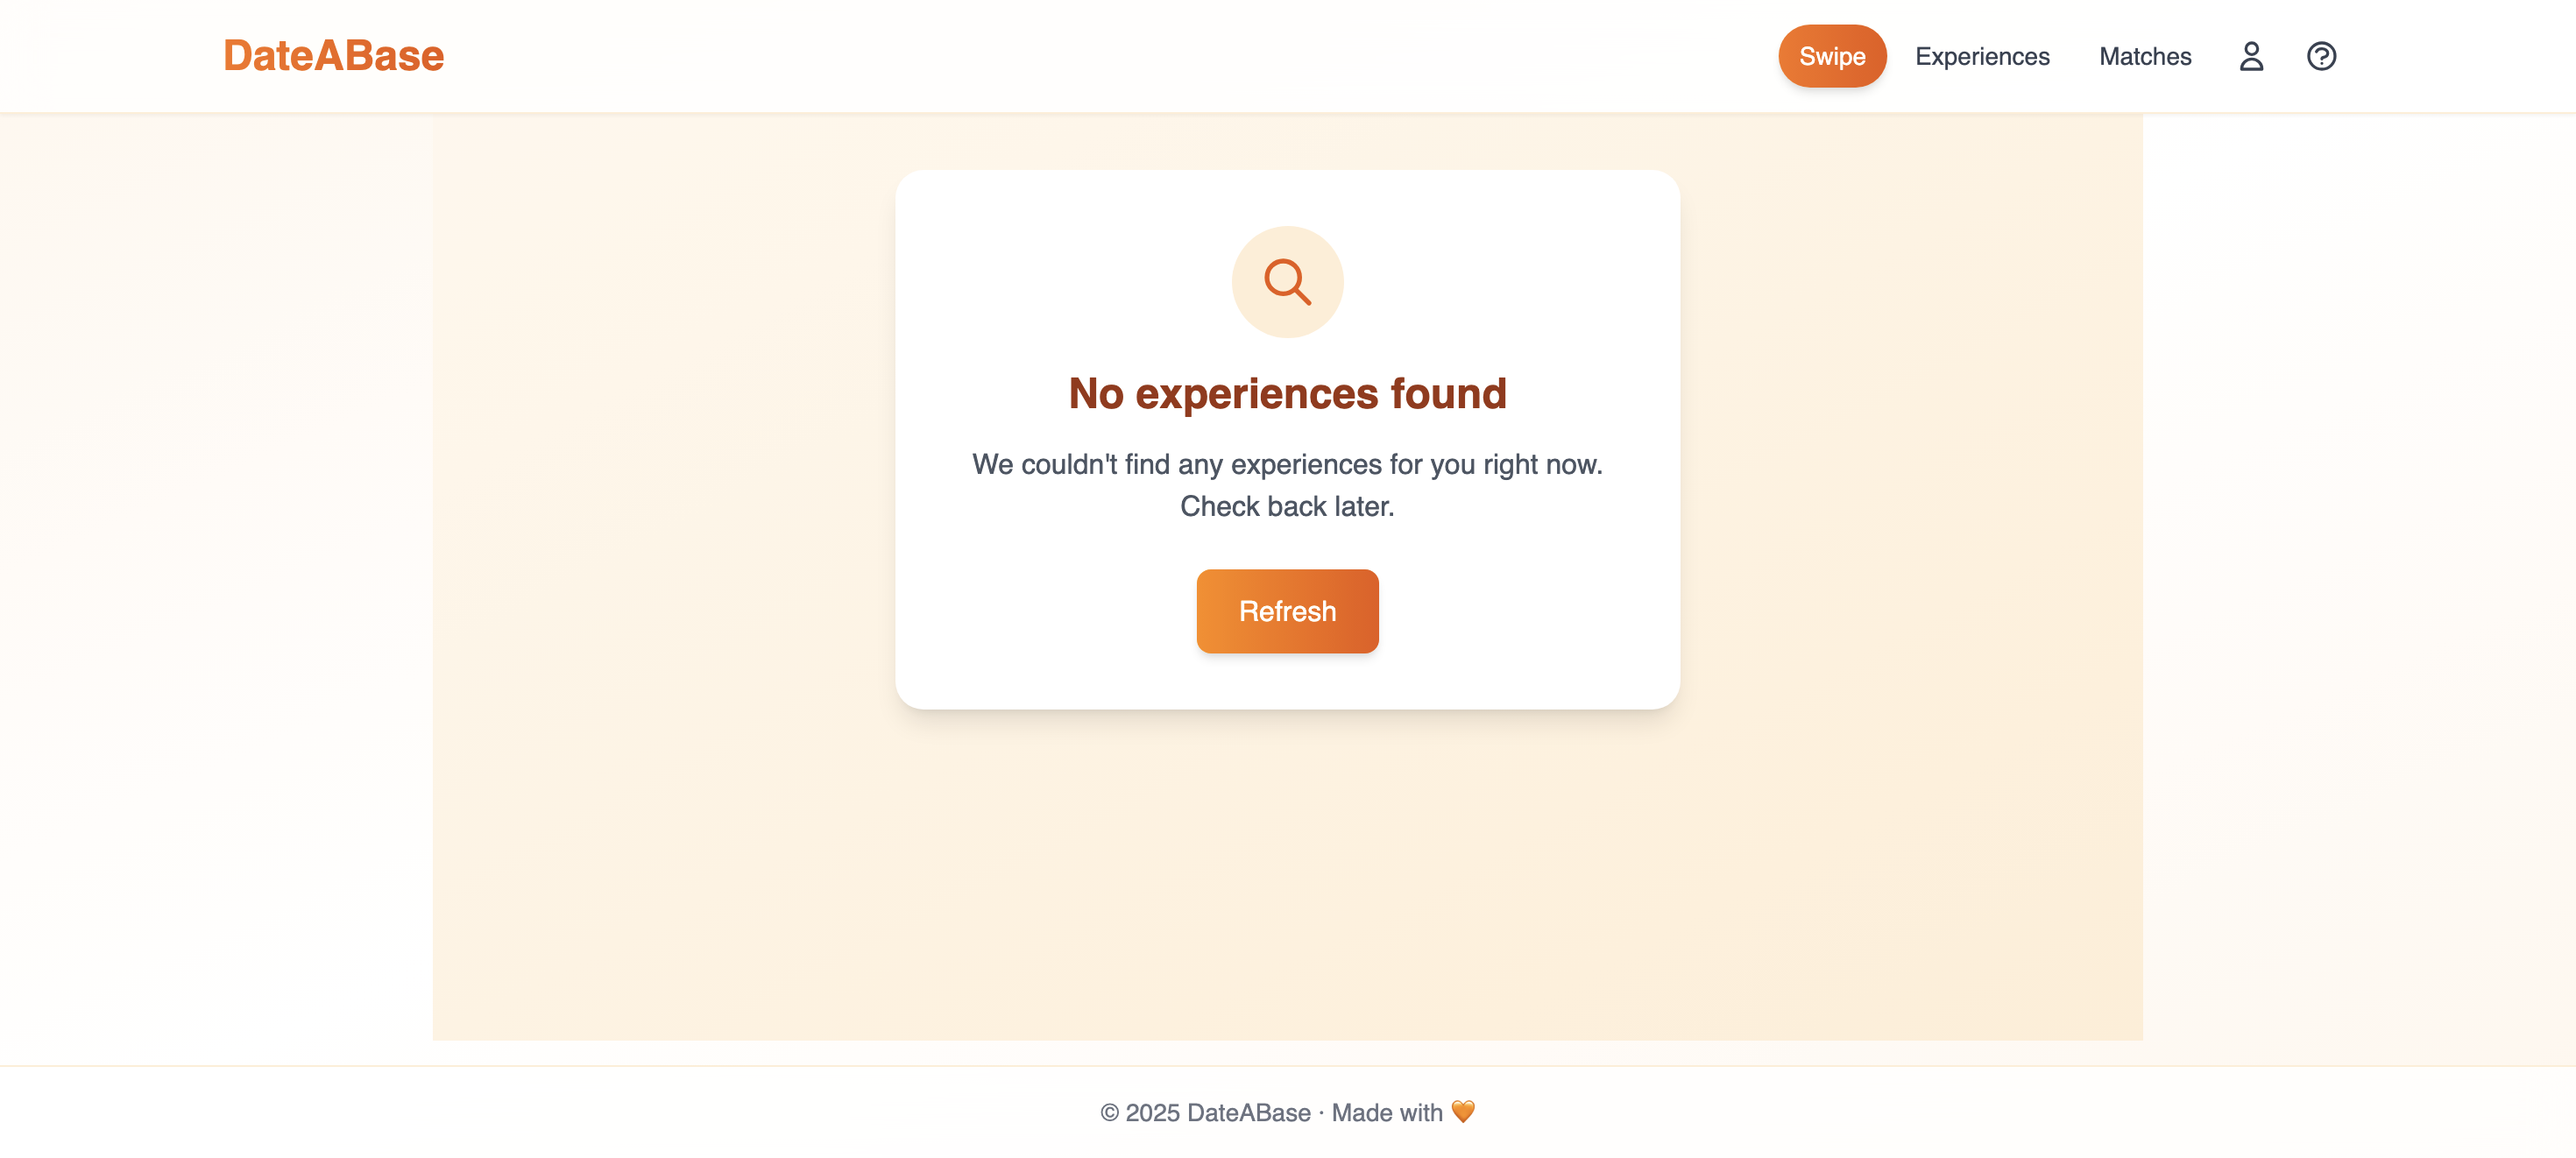 DateABase
Swipe Experiences Matches
No experiences found
We couldn't find any experiences for you right now.
Check back later.
Refresh
© 2025 DateABase · Made with 🧡